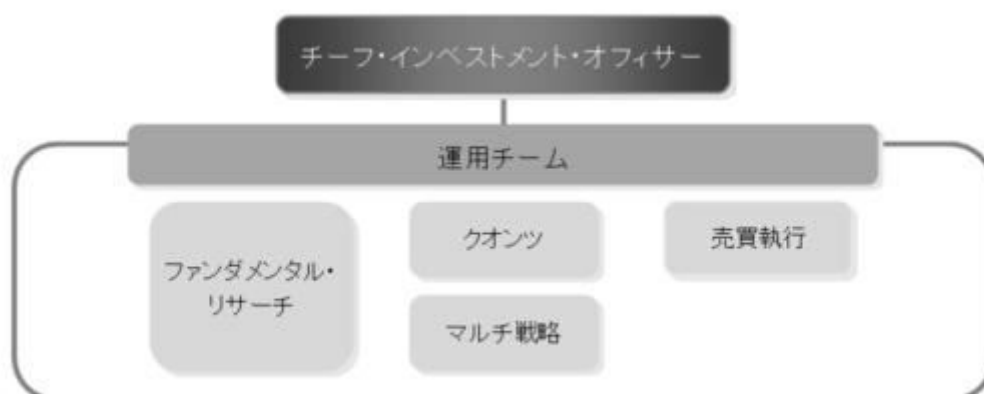 チーフ・インベストメント・オフィサー
運用チーム
ファンダメンタル・
リサーチ
クオンツ
マルチ戦略
売買執行